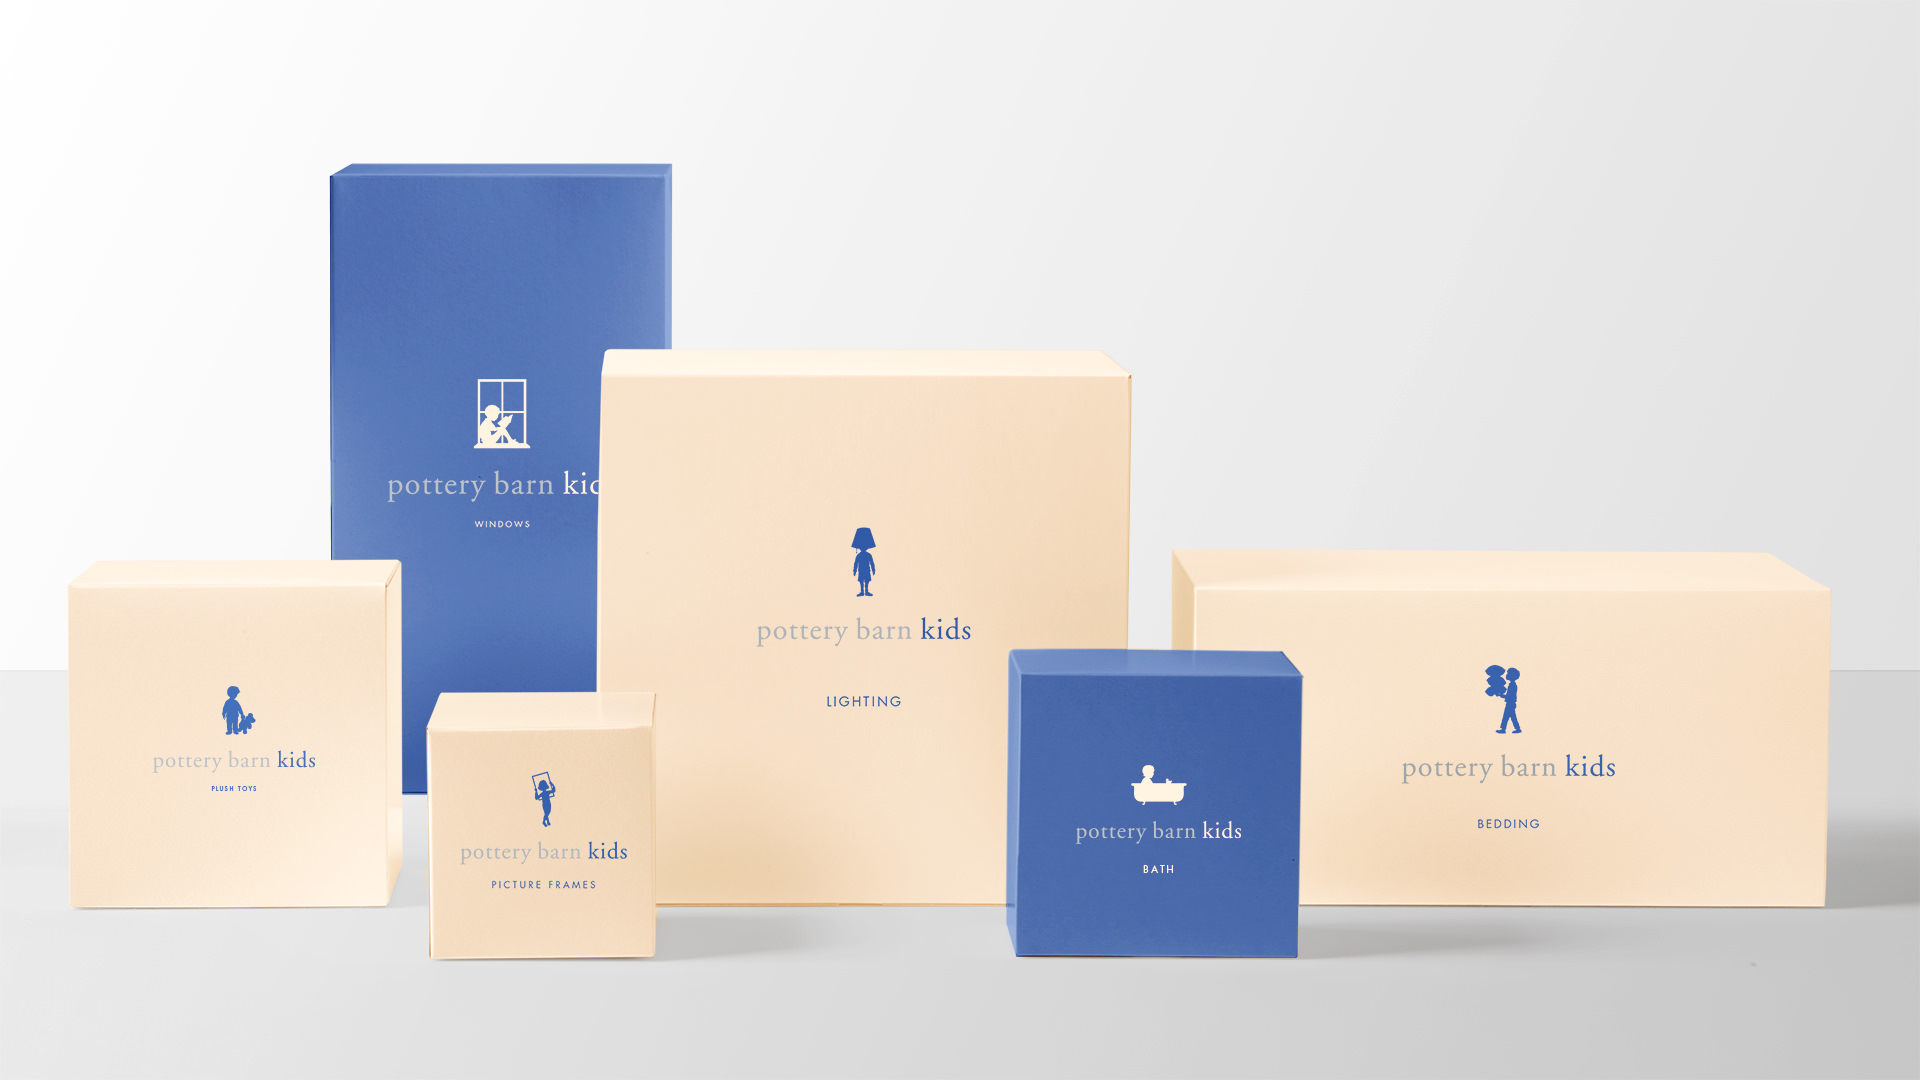 pottery barn kid
WINDOWS
pottery barn kids
LIGHTING
pottery barn kids
PLUSH TOYS
pottery barn kids
PICTURE FRAMES
pottery barn kids
BATH
pottery barn kids
BEDDING